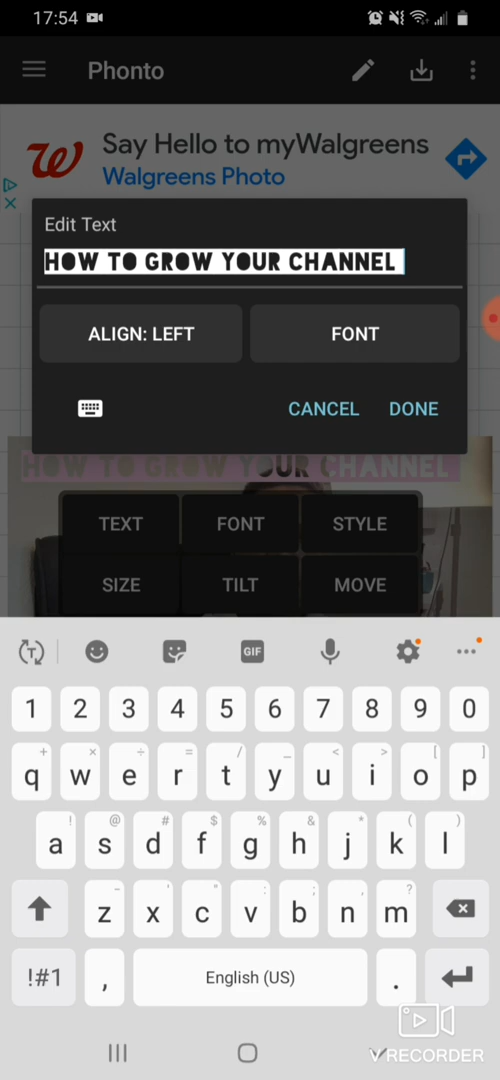 17:54
Phonto
Say Hello to myWalgreens
Walgreens Photo
Edit Text
HOW TO GROW YOUR CHANNEL
ALIGN: LEFT
FONT
CANCEL
DONE
HOW TO GROW YOUR CHANNEL
TEXT
FONT
STYLE
SIZE
TILT
MOVE
GIF
1 2 3 4 5 6 7 8 9 0
+ × ÷ = / _ < > [ ]
q w e r t y u i o p
! @ # $ % & * ( )
a s d f g h j k l
- ' " : ; , ?
z x c v b n m
!#1 , English (US) .
V RECORDER